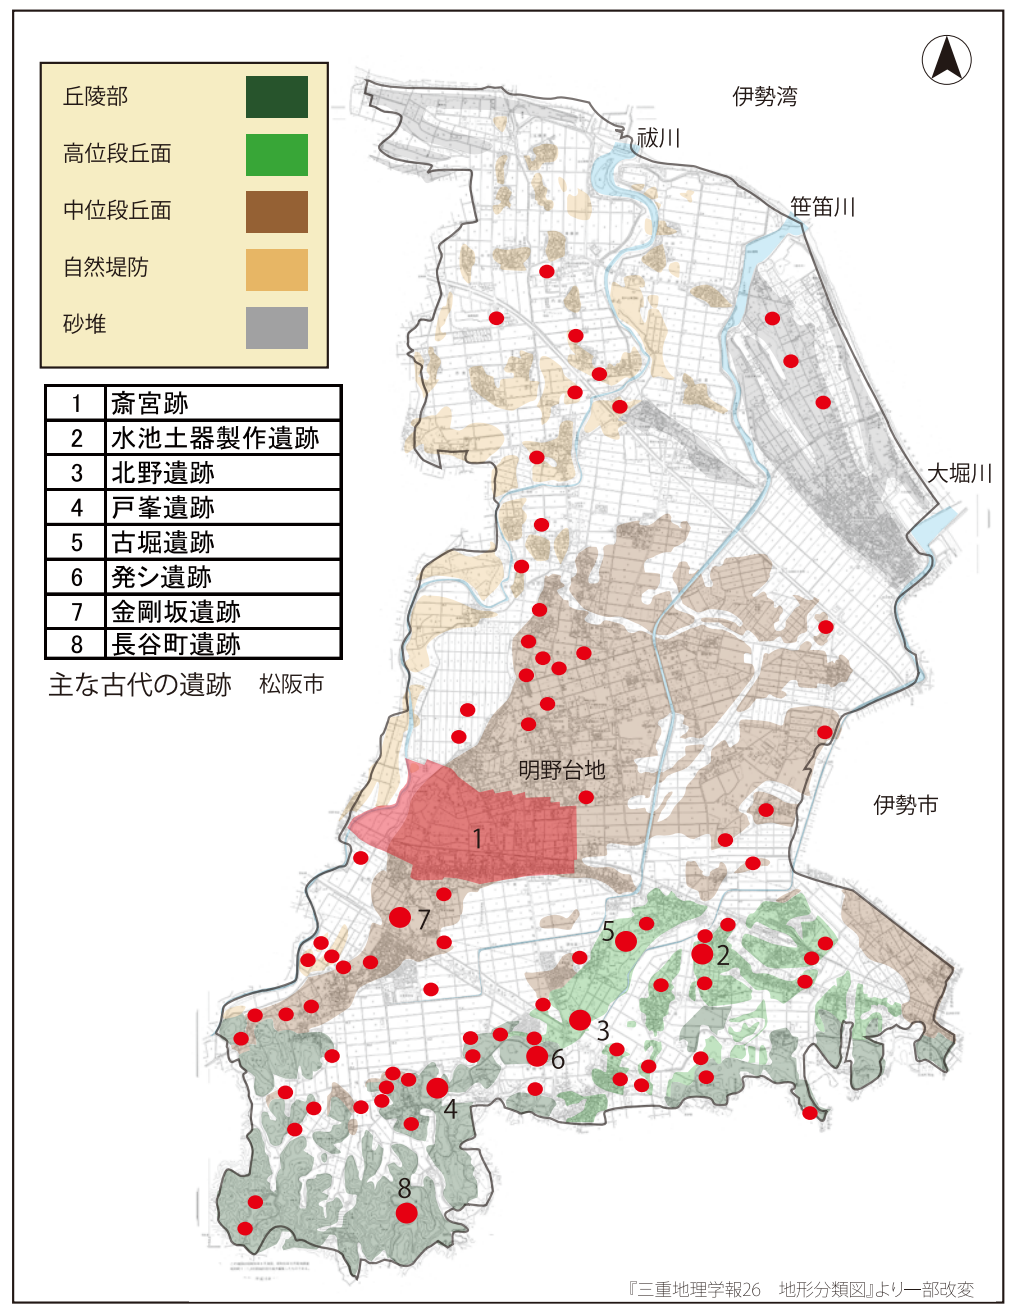 丘陵部
高位段丘面
中位段丘面
自然堤防
砂堆
1 斎宮跡
2 水池土器製作遺跡
3 北野遺跡
4 戸峯遺跡
5 古堀遺跡
6 発シ遺跡
7 金剛坂遺跡
8 長谷町遺跡
主な古代の遺跡
松阪市
伊勢湾
祓川
笹笛川
大堀川
明野台地
伊勢市
1
7
5
2
3
6
4
8
『三重地理学報26　地形分類図』より一部改変